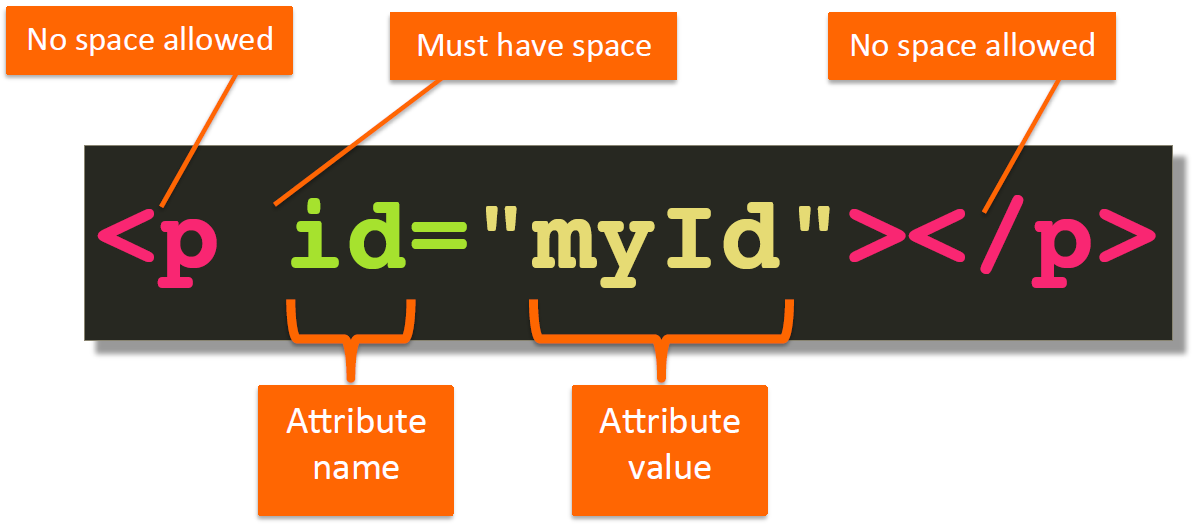 No space allowed
Must have space
No space allowed
<p id="myId"></p>
Attribute
name
Attribute
value